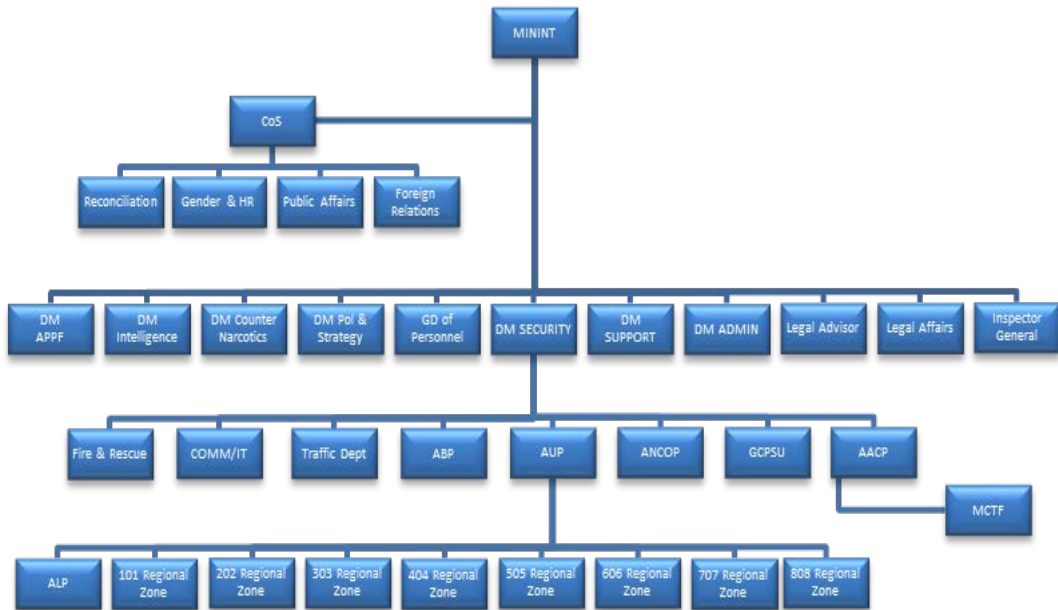 MININT
CoS
Reconciliation
Gender & HR
Public Affairs
Foreign
Relations
DM
APPF
DM
Intelligence
DM Counter
Narcotics
DM Pol &
Strategy
GD of
Personnel
DM SECURITY
DM
SUPPORT
DM ADMIN
Legal Advisor
Legal Affairs
Inspector
General
Fire & Rescue
COMM/IT
Traffic Dept
ABP
AUP
ANCOP
GCPSU
AACP
MCTF
ALP
101 Regional
Zone
202 Regional
Zone
303 Regional
Zone
404 Regional
Zone
505 Regional
Zone
606 Regional
Zone
707 Regional
Zone
808 Regional
Zone